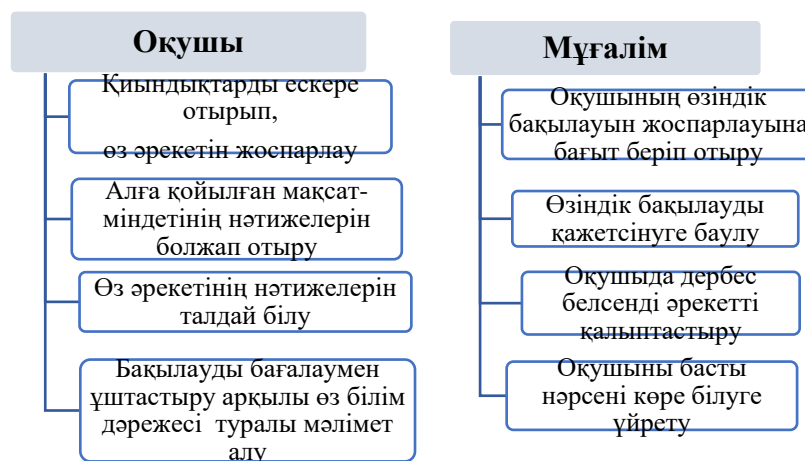 Оқушы
Қиындықтарды ескере
отырып,
өз әрекетін жоспарлау
Алға қойылған мақсат-
міндетінің нәтижелерін
болжап отыру
Өз әрекетінің нәтижелерін
талдай білу
Бақылауды бағалаумен
ұштастыру арқылы өз білім
дәрежесі туралы мәлімет
алу
Мұғалім
Оқушының өзіндік
бақылауын жоспарлауына
бағыт беріп отыру
Өзіндік бақылауды
қажетсінуге баулу
Оқушыда дербес
белсенді әрекетті
қалыптастыру
Оқушыны басты
нәрсені көре білуге
үйрету